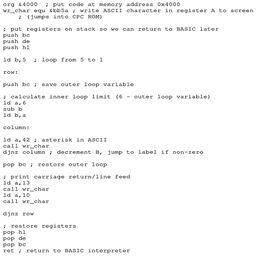 org &4000 ; put code at memory address 0x4000
wr_char equ &bb5a ; write ASCII character in register A to screen
; (jumps into CPC ROM)
; put registers on stack so we can return to BASIC later
push bc
push de
push hl
ld b,5 ; loop from 5 to 1
row:
push bc ; save outer loop variable
; calculate inner loop limit (6 - outer loop variable)
ld a,6
sub b
ld b,a
column:
ld a,42 ; asterisk in ASCII
call wr_char
djnz column ; decrement B, jump to label if non-zero
pop bc ; restore outer loop
; print carriage return/line feed
ld a,13
call wr_char
ld a,10
call wr_char
djnz row
; restore registers
pop hl
pop de
pop bc
ret ; return to BASIC interpreter